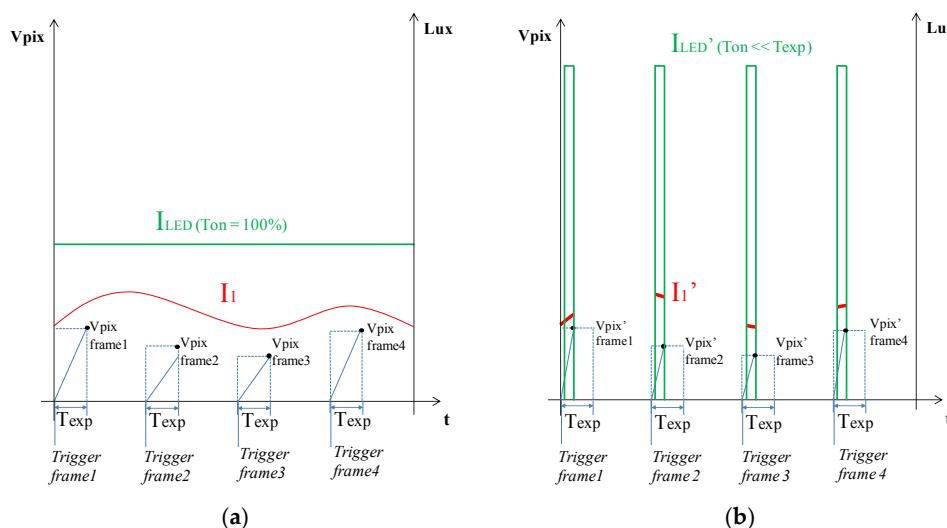 Vpix
Lux
ILED (Ton = 100%)
I1
Vpix
frame1
Vpix
frame2
Vpix
frame3
Vpix
frame4
Texp
Texp
Texp
Texp
t
Trigger
frame1
Trigger
frame2
Trigger
frame3
Trigger
frame4
(a)
Vpix
Lu
ILED’ (Ton << Texp)
I1’
Vpix’
frame1
Vpix’
frame2
Vpix’
frame3
Vpix’
frame4
Texp
Texp
Texp
Texp
t
Trigger
frame1
Trigger
frame 2
Trigger
frame 3
Trigger
frame 4
(b)